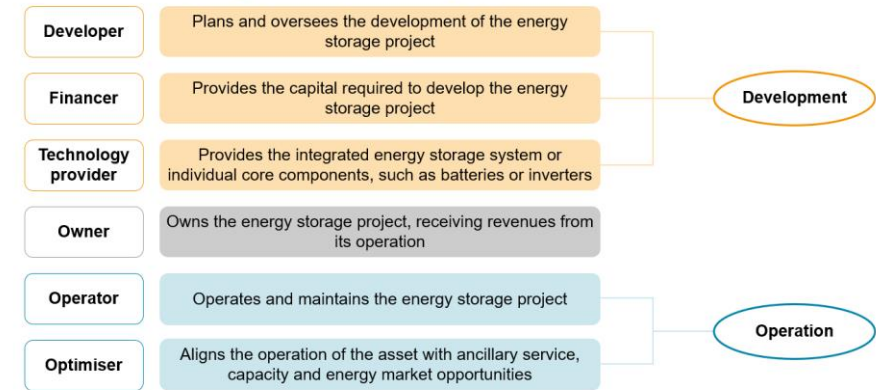 Developer
Plans and oversees the development of the energy
storage project
Financer
Provides the capital required to develop the energy
storage project
Development
Technology
provider
Provides the integrated energy storage system or
individual core components, such as batteries or inverters
Owner
Owns the energy storage project, receiving revenues from
its operation
Operator
Operates and maintains the energy storage project
Operation
Optimiser
Aligns the operation of the asset with ancillary service,
capacity and energy market opportunities